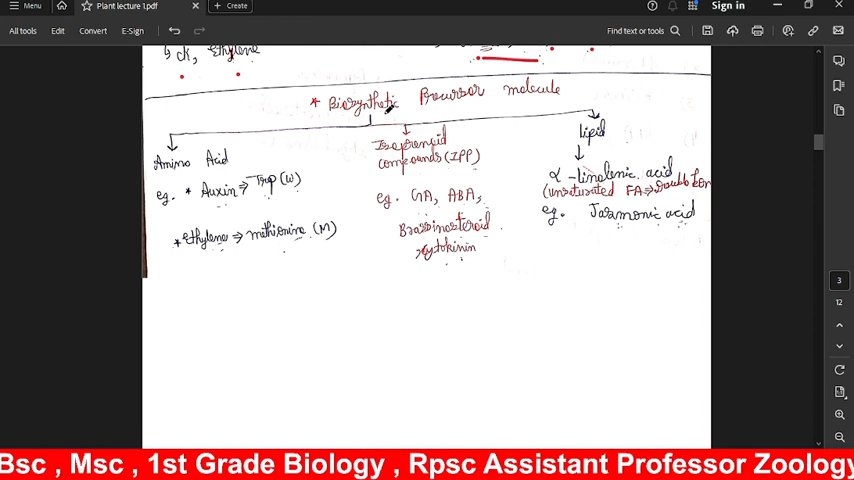 Menu
Plant lecture 1.pdf
Create
Sign in
All tools
Edit
Convert
E-Sign
Find text or tools
↳ CK, Ethylene
* Biosynthetic Precursor molecule
Amino Acid
eg. * Auxin ⇒ Trop (W)
* Ethylene ⇒ methionine (M)
Isoprenoid
compounds (IPP)
eg. GA, ABA,
Brassinosteroid
, cytokinin
lipid
α - linolenic acid
(unsaturated FA ⇒ double bon
eg. Jasmonic acid
3
12
Bsc , Msc , 1st Grade Biology , Rpsc Assistant Professor Zoology